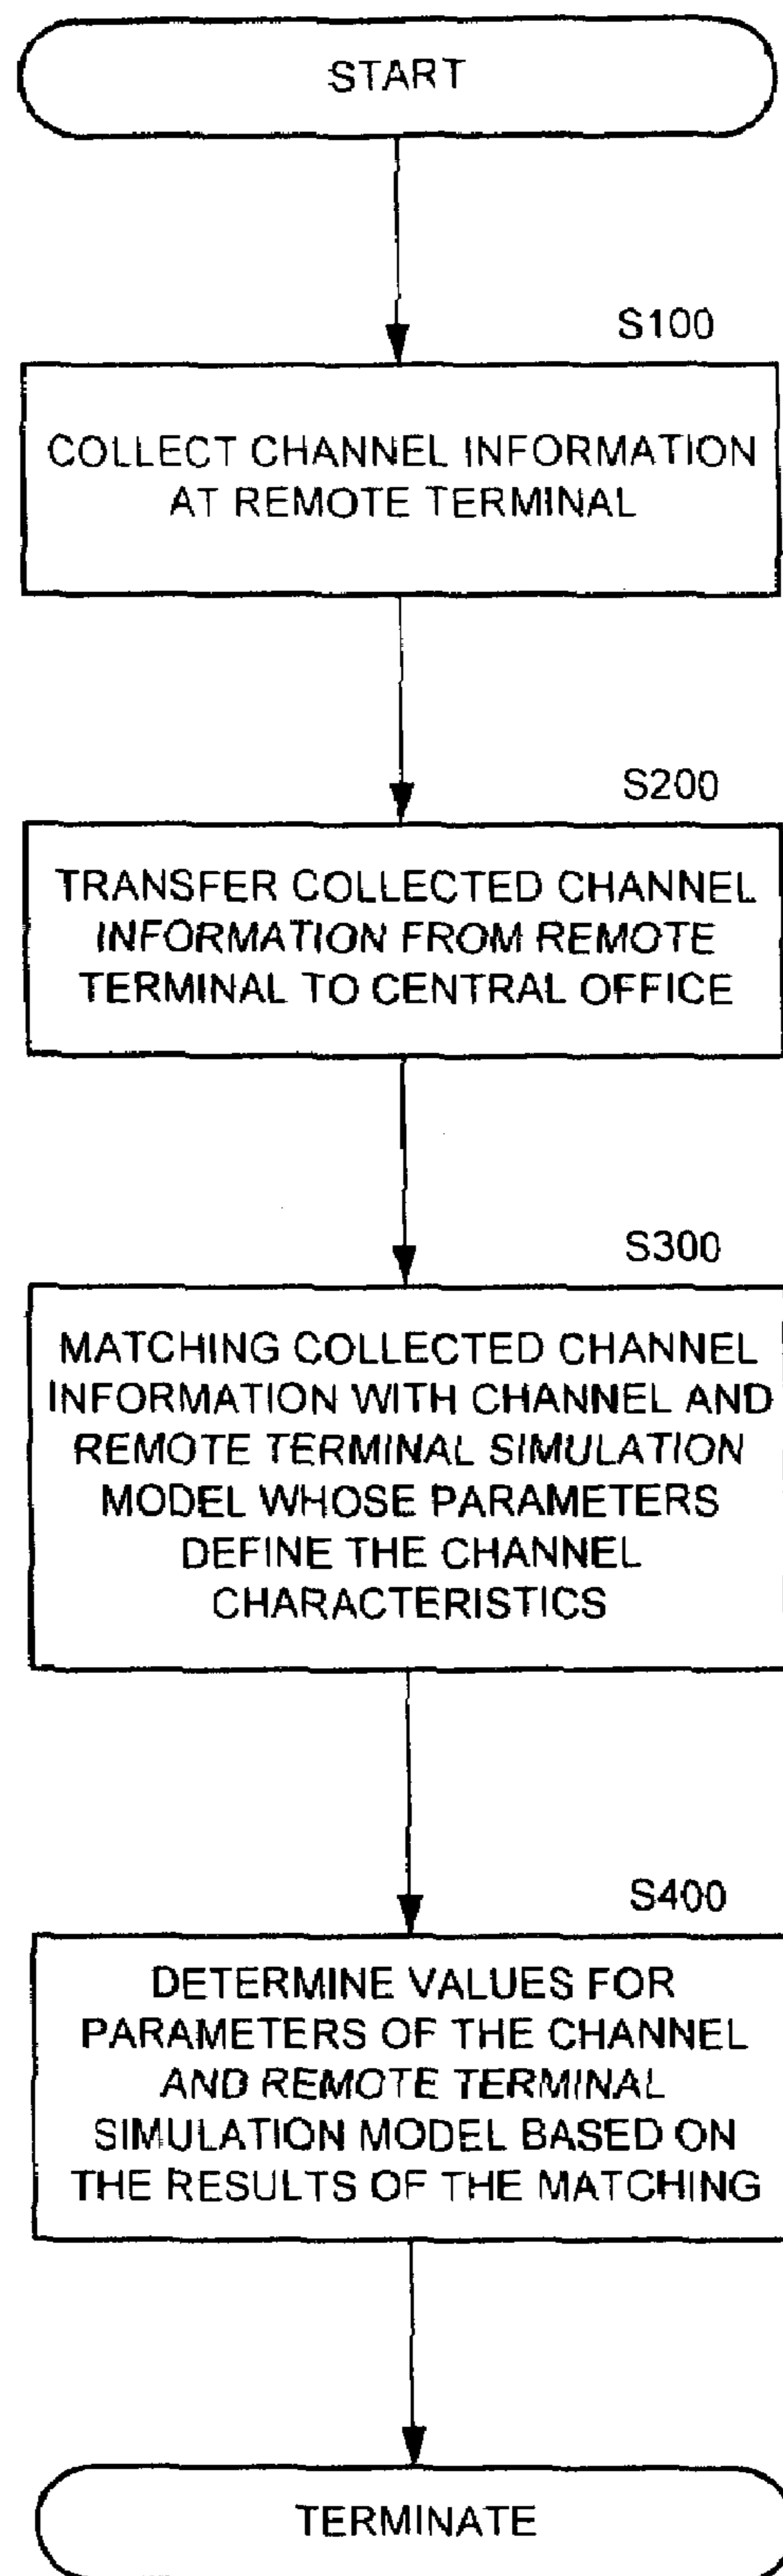 START
S100
COLLECT CHANNEL INFORMATION
AT REMOTE TERMINAL
S200
TRANSFER COLLECTED CHANNEL
INFORMATION FROM REMOTE
TERMINAL TO CENTRAL OFFICE
S300
MATCHING COLLECTED CHANNEL
INFORMATION WITH CHANNEL AND
REMOTE TERMINAL SIMULATION
MODEL WHOSE PARAMETERS
DEFINE THE CHANNEL
CHARACTERISTICS
S400
DETERMINE VALUES FOR
PARAMETERS OF THE CHANNEL
AND REMOTE TERMINAL
SIMULATION MODEL BASED ON
THE RESULTS OF THE MATCHING
TERMINATE